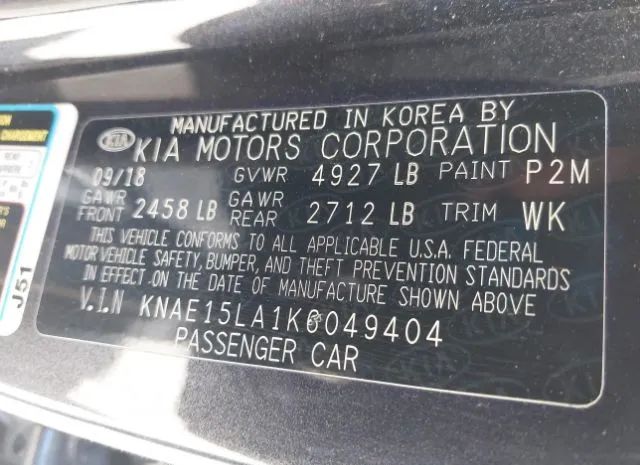 MANUFACTURED IN KOREA BY
KIA KIA MOTORS CORPORATION
09/18 GVWR 4927 LB PAINT P2M
GAWR FRONT 2458 LB GAWR REAR 2712 LB TRIM WK
THIS VEHICLE CONFORMS TO ALL APPLICABLE U.S.A. FEDERAL
MOTOR VEHICLE SAFETY, BUMPER, AND THEFT PREVENTION STANDARDS
IN EFFECT ON THE DATE OF MANUFACTURE SHOWN ABOVE
V.I.N KNAE15LA1K6049404
PASSENGER CAR
J51